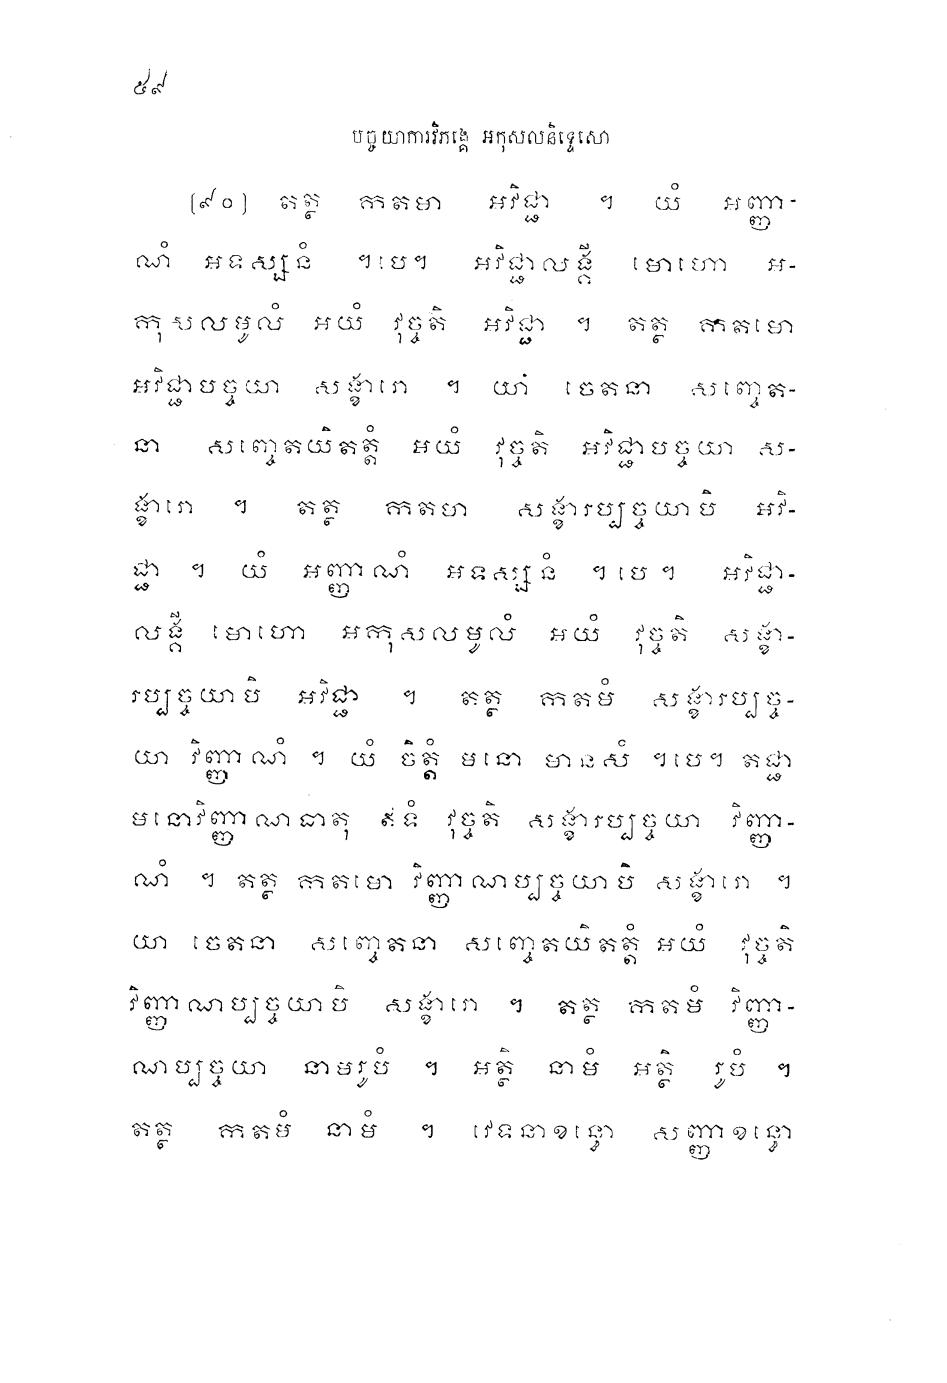 ៥៩
បច្ចយាការវិភង្គេ អកុសលនិទ្ទេសោ
(៩០) តត្ថ កតមា អវិជ្ជា ។ យំ អញ្ញា-
ណំ អទស្សនំ ។បេ។ អវិជ្ជាលង្គី មោហោ អ-
កុសលមូលំ អយំ វុច្ចតិ អវិជ្ជា ។ តត្ថ កតមោ
អវិជ្ជាបច្ចយា សង្ខារោ ។ យា ចេតនា សញ្ចេត-
នា សញ្ចេតយិតត្តំ អយំ វុច្ចតិ អវិជ្ជាបច្ចយា ស-
ង្ខារោ ។ តត្ថ កតមា សង្ខារប្បច្ចយាបិ អវិ-
ជ្ជា ។ យំ អញ្ញាណំ អទស្សនំ ។បេ។ អវិជ្ជា-
លង្គី មោហោ អកុសលមូលំ អយំ វុច្ចតិ សង្ខា-
រប្បច្ចយាបិ អវិជ្ជា ។ តត្ថ កតមំ សង្ខារប្បច្ច-
យា វិញ្ញាណំ ។ យំ ចិត្តំ មនោ មានសំ ។បេ។ តជ្ជា
មនោវិញ្ញាណធាតុ ឥទំ វុច្ចតិ សង្ខារប្បច្ចយា វិញ្ញា-
ណំ ។ តត្ថ កតមោ វិញ្ញាណប្បច្ចយាបិ សង្ខារោ ។
យា ចេតនា សញ្ចេតនា សញ្ចេតយិតត្តំ អយំ វុច្ចតិ
វិញ្ញាណប្បច្ចយាបិ សង្ខារោ ។ តត្ថ កតមំ វិញ្ញា-
ណប្បច្ចយា នាមរូបំ ។ អត្ថិ នាមំ អត្ថិ រូបំ ។
តត្ថ កតមំ នាមំ ។ វេទនាខន្ធោ សញ្ញាខន្ធោ